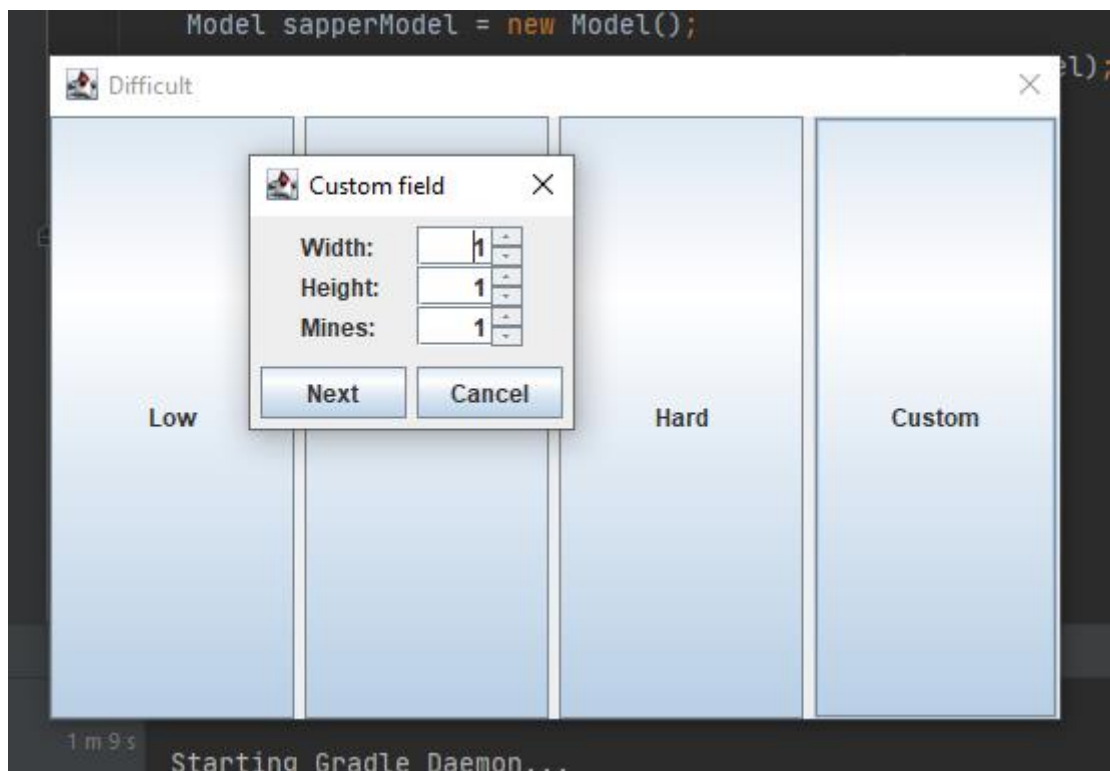 Model sapperModel = new Model();
el);
Difficult
Custom field
Width: 1
Height: 1
Mines: 1
Next Cancel
Low Hard Custom
1 m 9 s
Starting Gradle Daemon...